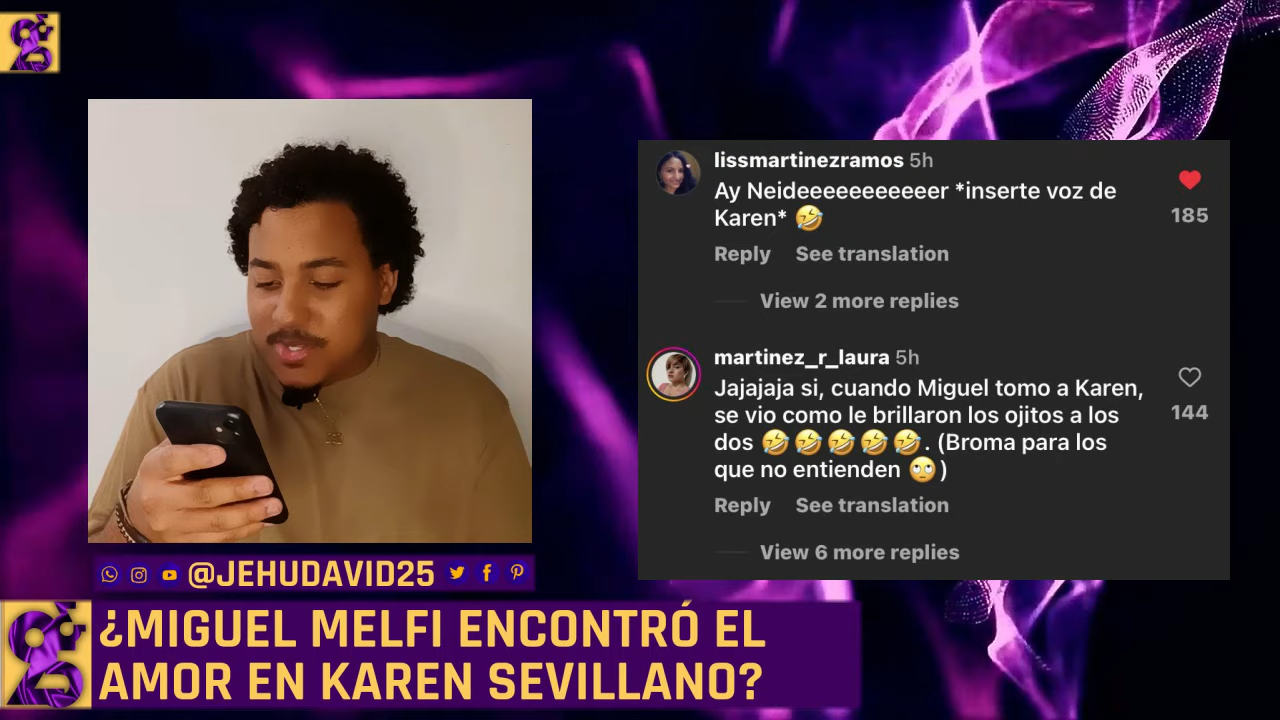 lissmartinezramos 5h
Ay Neideeeeeeeeeeer *inserte voz de
Karen* 🤣
185
Reply See translation
View 2 more replies
martinez_r_laura 5h
Jajajaja si, cuando Miguel tomo a Karen,
se vio como le brillaron los ojitos a los
dos 🤣🤣🤣🤣🤣. (Broma para los
que no entienden 🙄)
144
Reply See translation
View 6 more replies
@JEHUDAVID25
¿MIGUEL MELFI ENCONTRÓ EL
AMOR EN KAREN SEVILLANO?